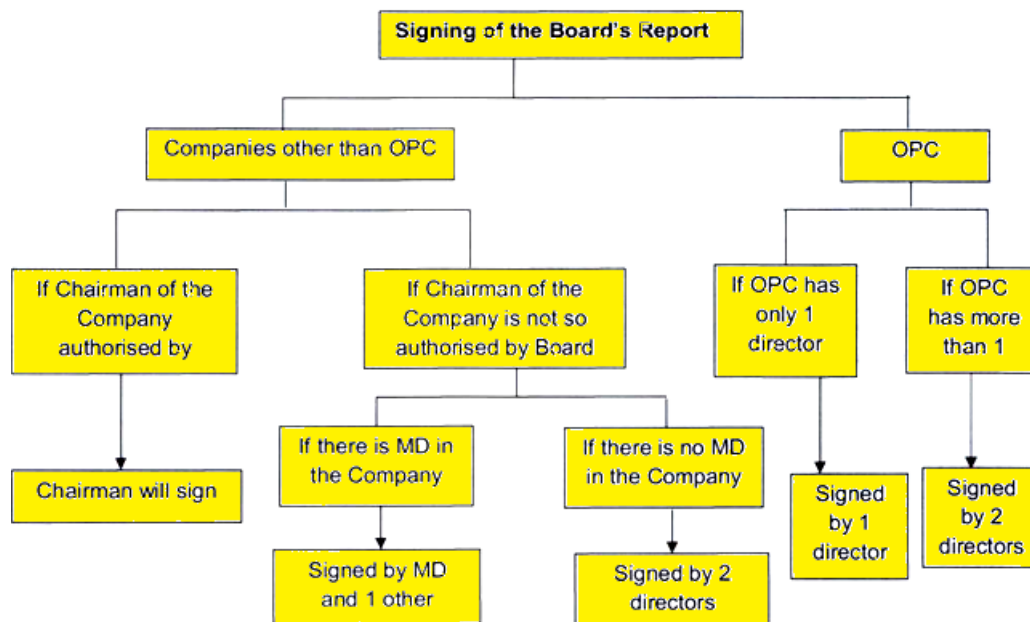 Signing of the Board's Report
Companies other than OPC
OPC
If Chairman of the
Company
authorised by
If Chairman of the
Company is not so
authorised by Board
If OPC has
only 1
director
If OPC
has more
than 1
If there is MD in
the Company
If there is no MD
in the Company
Chairman will sign
Signed
by 1
director
Signed
by 2
directors
Signed by MD
and 1 other
Signed by 2
directors